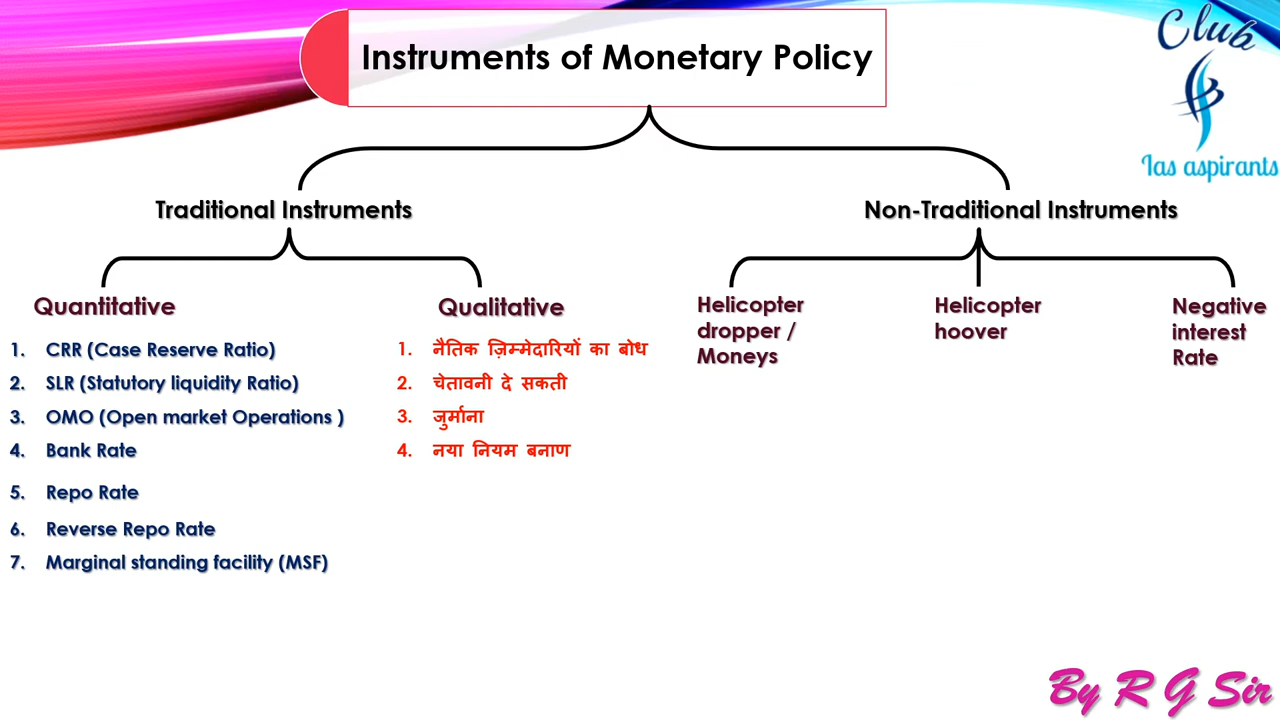 Instruments of Monetary Policy
Club
Ias aspirants
Traditional Instruments
Non-Traditional Instruments
Quantitative
1. CRR (Case Reserve Ratio)
2. SLR (Statutory liquidity Ratio)
3. OMO (Open market Operations )
4. Bank Rate
5. Repo Rate
6. Reverse Repo Rate
7. Marginal standing facility (MSF)
Qualitative
1. नैतिक ज़िम्मेदारियों का बोध
2. चेतावनी दे सकती
3. जुर्माना
4. नया नियम बनाण
Helicopter
dropper /
Moneys
Helicopter
hoover
Negative
interest
Rate
By R G Sir